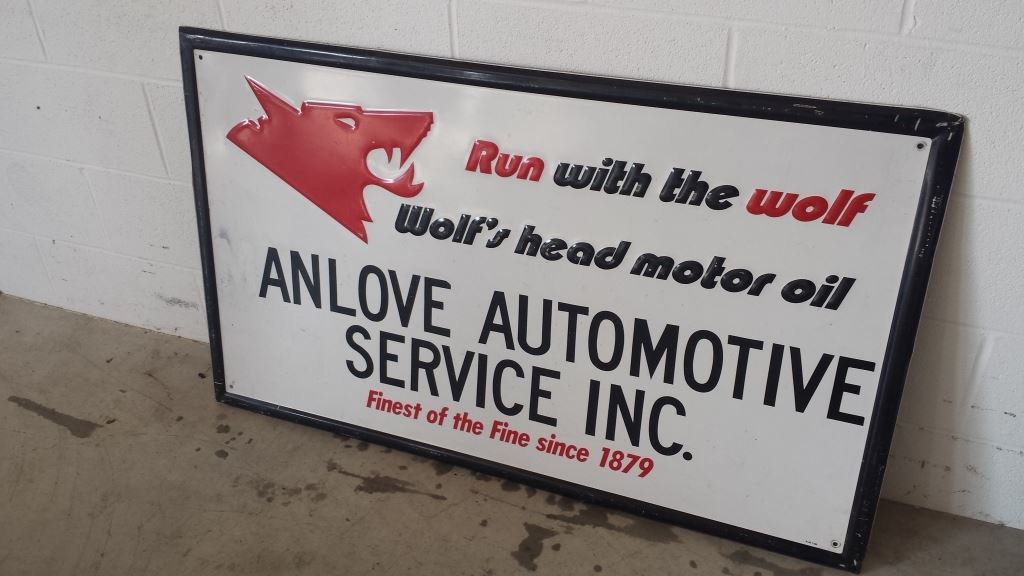 Run with the wolf
Wolf's head motor oil
ANLOVE AUTOMOTIVE
SERVICE INC.
Finest of the Fine since 1879